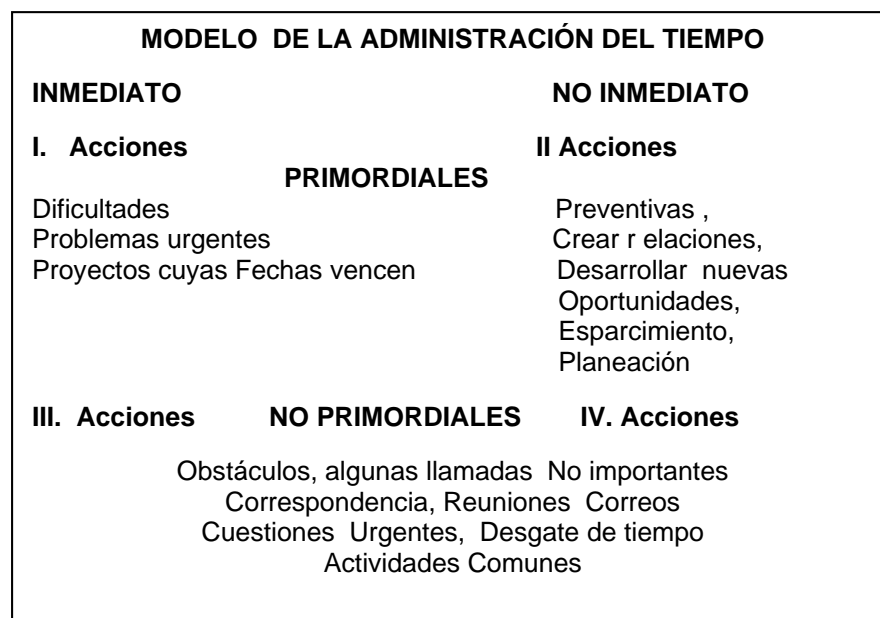 MODELO DE LA ADMINISTRACIÓN DEL TIEMPO
INMEDIATO NO INMEDIATO
I. Acciones II Acciones
PRIMORDIALES
Dificultades Preventivas ,
Problemas urgentes Crear r elaciones,
Proyectos cuyas Fechas vencen Desarrollar nuevas
Oportunidades,
Esparcimiento,
Planeación
III. Acciones NO PRIMORDIALES IV. Acciones
Obstáculos, algunas llamadas No importantes
Correspondencia, Reuniones Correos
Cuestiones Urgentes, Desgate de tiempo
Actividades Comunes